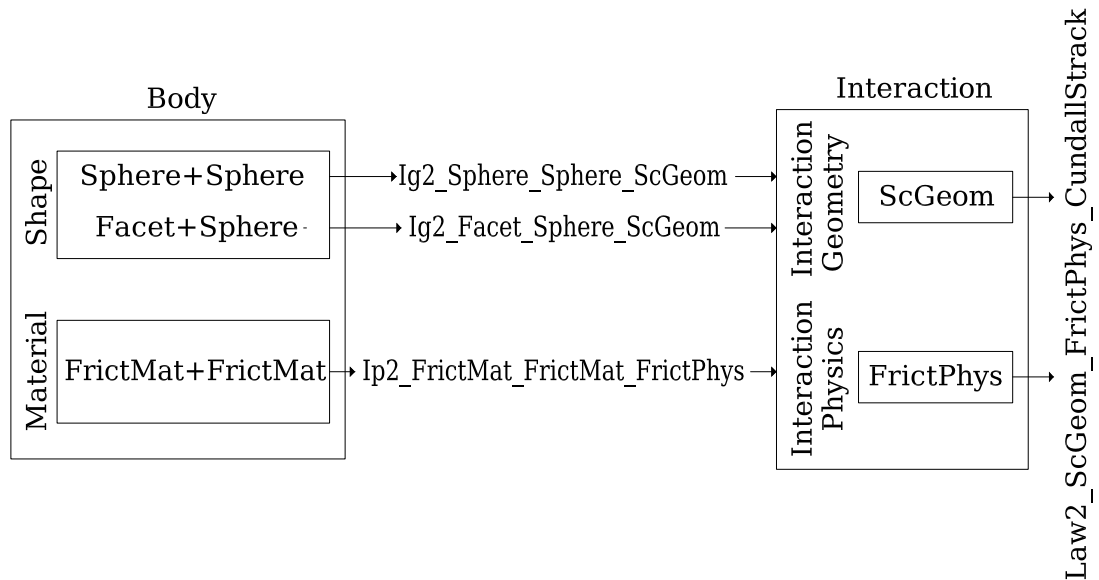 Body
Shape
Sphere+Sphere
Facet+Sphere
Material
FrictMat+FrictMat
Ig2_Sphere_Sphere_ScGeom
Ig2_Facet_Sphere_ScGeom
Ip2_FrictMat_FrictMat_FrictPhys
Interaction
Interaction
Geometry
ScGeom
Interaction
Physics
FrictPhys
Law2_ScGeom_FrictPhys_CundallStrack